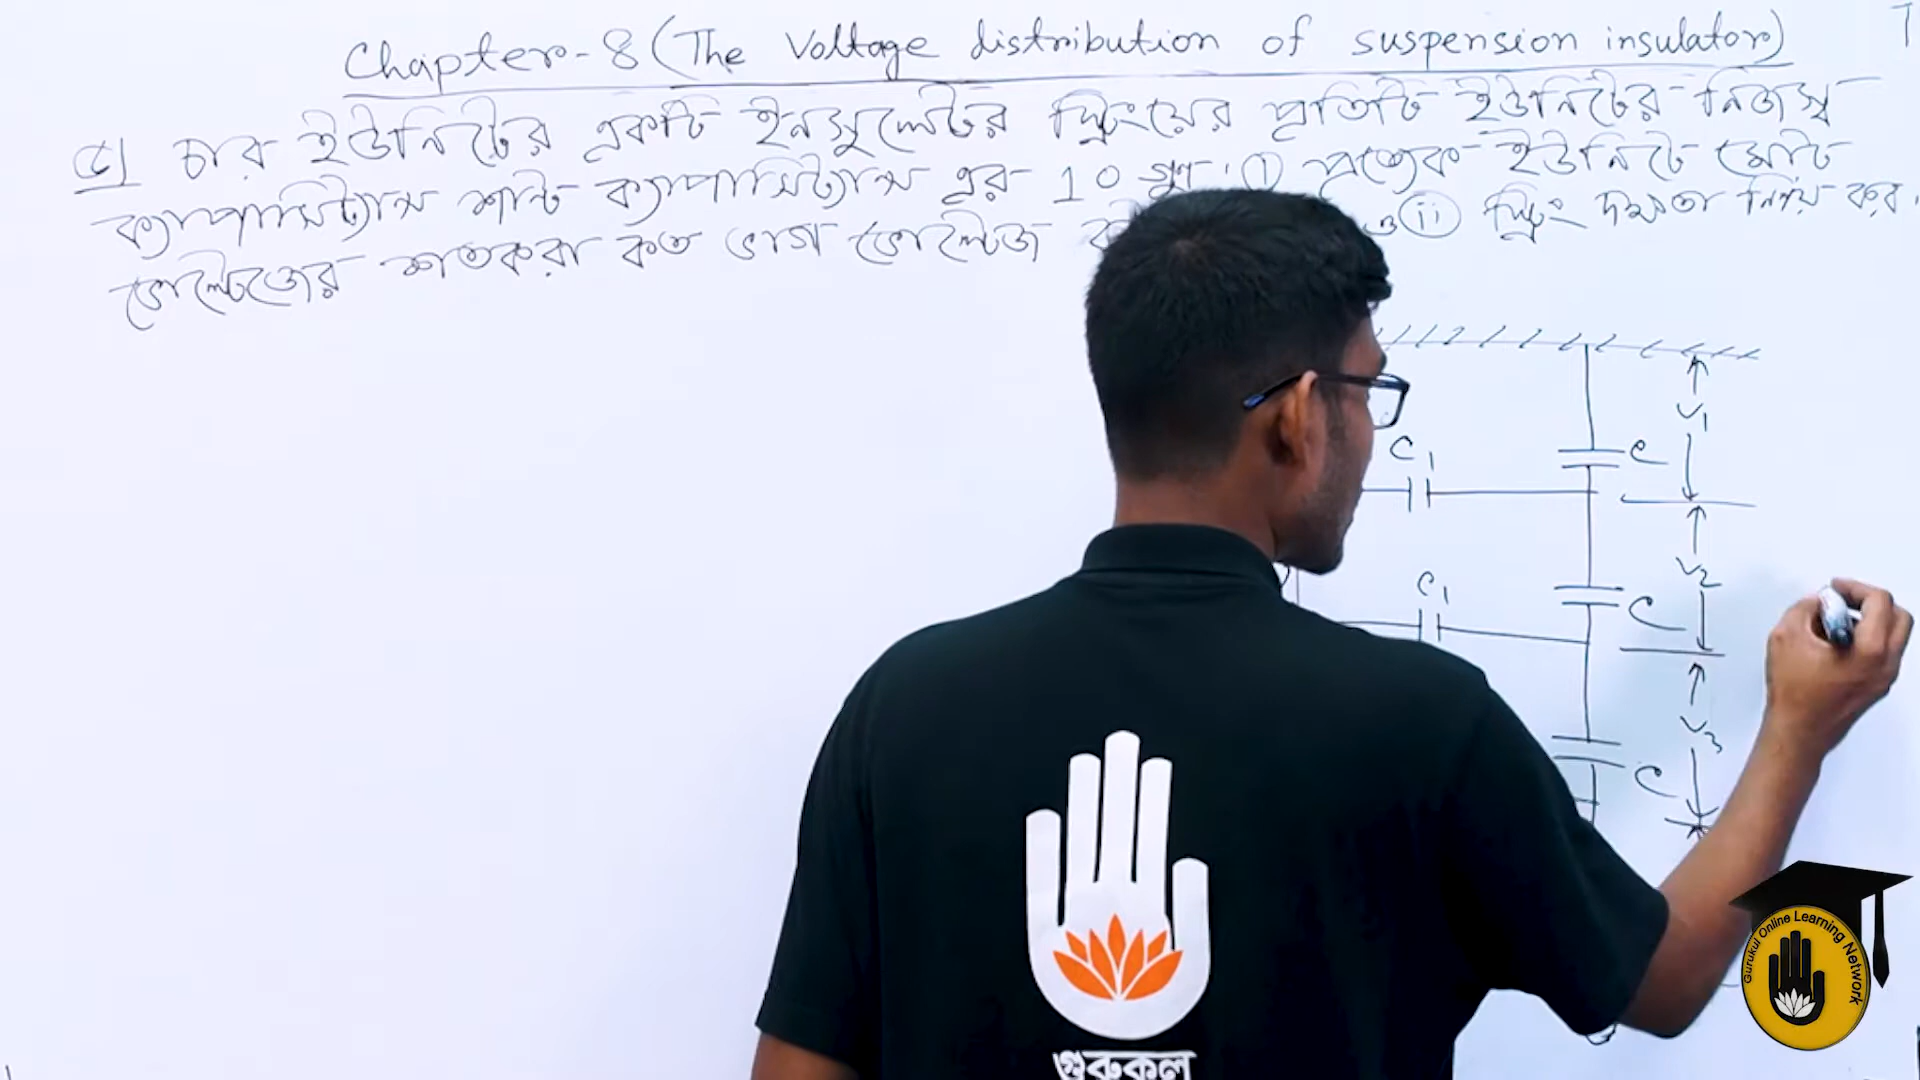 Chapter-8 (The Voltage distribution of suspension insulator)
৫। চার ইউনিটের একটি ইনসুলেটর স্ট্রিংয়ের প্রতিটি ইউনিটের নিজস্ব
ক্যাপাসিট্যান্স শান্ট ক্যাপাসিট্যান্স এর 10 গুণ। (i) প্রত্যেক ইউনিটে মোট
ভোল্টেজের শতকরা কত ভাগ ভোল্টেজ ও (ii) স্ট্রিং দক্ষতা নির্ণয় কর।
V1
C1 C
V2
C1 C
V3
C
Gurukul Online Learning Network
গুরুকুল